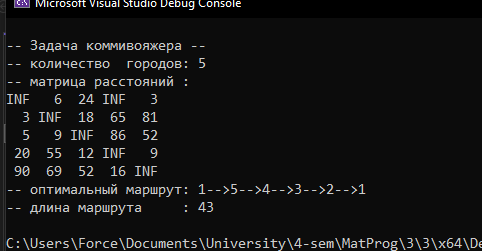 Microsoft Visual Studio Debug Console
-- Задача коммивояжера --
-- количество  городов: 5
-- матрица расстояний :
INF   6  24 INF   3
  3 INF  18  65  81
  5   9 INF  86  52
 20  55  12 INF   9
 90  69  52  16 INF
-- оптимальный маршрут: 1-->5-->4-->3-->2-->1
-- длина маршрута     : 43
C:\Users\Force\Documents\University\4-sem\MatProg\3\3\x64\De